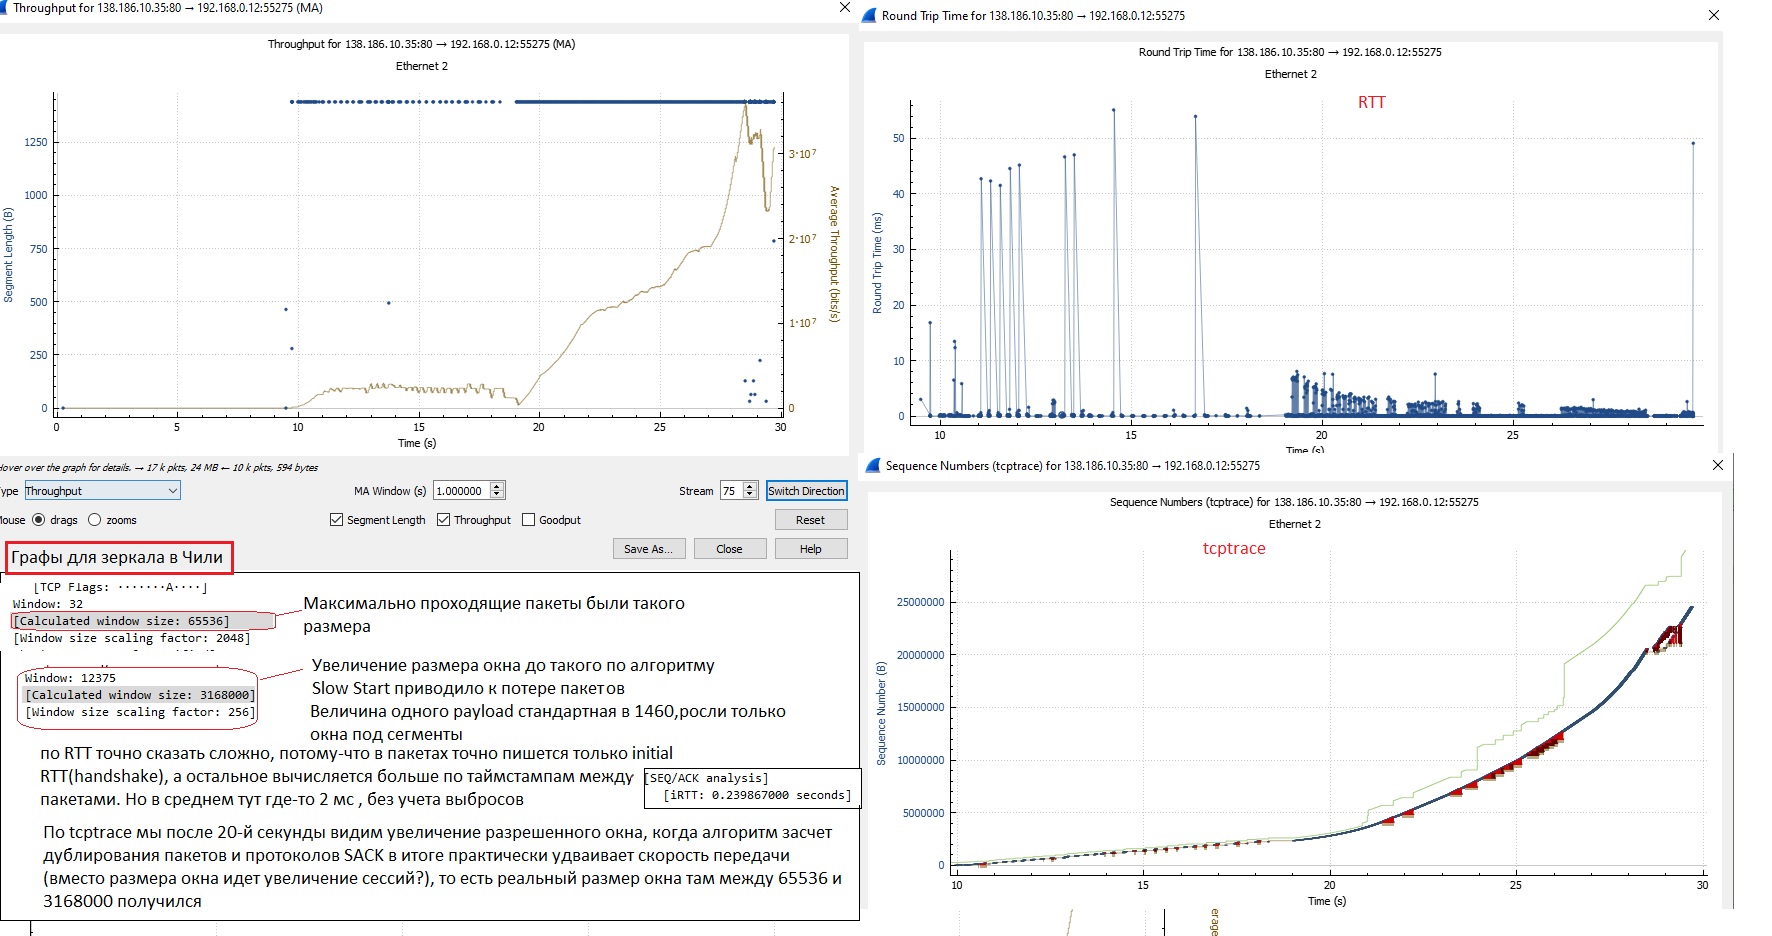 Throughput for 138.186.10.35:80 → 192.168.0.12:55275 (MA)
Throughput for 138.186.10.35:80 → 192.168.0.12:55275 (MA)
Ethernet 2
1250
1000
750
500
250
0
Segment Length (B)
3·10⁷
2·10⁷
1·10⁷
0
Average Throughput (bits/s)
0 5 10 15 20 25 30
Time (s)
Hover over the graph for details. → 17 k pkts, 24 MB ← 10 k pkts, 594 bytes
Throughput
MA Window (s) 1.000000
Stream 75
Switch Direction
drags zooms
Segment Length Throughput Goodput
Reset
Save As...
Close
Help
Графы для зеркала в Чили
[TCP Flags: ·······A····]
Window: 32
[Calculated window size: 65536]
[Window size scaling factor: 2048]
Максимально проходящие пакеты были такого
размера
Window: 12375
[Calculated window size: 3168000]
[Window size scaling factor: 256]
Увеличение размера окна до такого по алгоритму
Slow Start приводило к потере пакетов
Величина одного payload стандартная в 1460,росли только
окна под сегменты
по RTT точно сказать сложно, потому-что в пакетах точно пишется только initial
RTT(handshake), а остальное вычисляется больше по таймстампам между
пакетами. Но в среднем тут где-то 2 мс , без учета выбросов
[SEQ/ACK analysis]
[iRTT: 0.239867000 seconds]
По tcptrace мы после 20-й секунды видим увеличение разрешенного окна, когда алгоритм засчет
дублирования пакетов и протоколов SACK в итоге практически удваивает скорость передачи
(вместо размера окна идет увеличение сессий?), то есть реальный размер окна там между 65536 и
3168000 получился
Round Trip Time for 138.186.10.35:80 → 192.168.0.12:55275
Round Trip Time for 138.186.10.35:80 → 192.168.0.12:55275
Ethernet 2
RTT
50
40
30
20
10
0
Round Trip Time (ms)
10 15 20 25
Time (s)
Sequence Numbers (tcptrace) for 138.186.10.35:80 → 192.168.0.12:55275
Sequence Numbers (tcptrace) for 138.186.10.35:80 → 192.168.0.12:55275
Ethernet 2
tcptrace
25000000
20000000
15000000
10000000
5000000
0
Sequence Number (B)
10 15 20 25 30
Time (s)